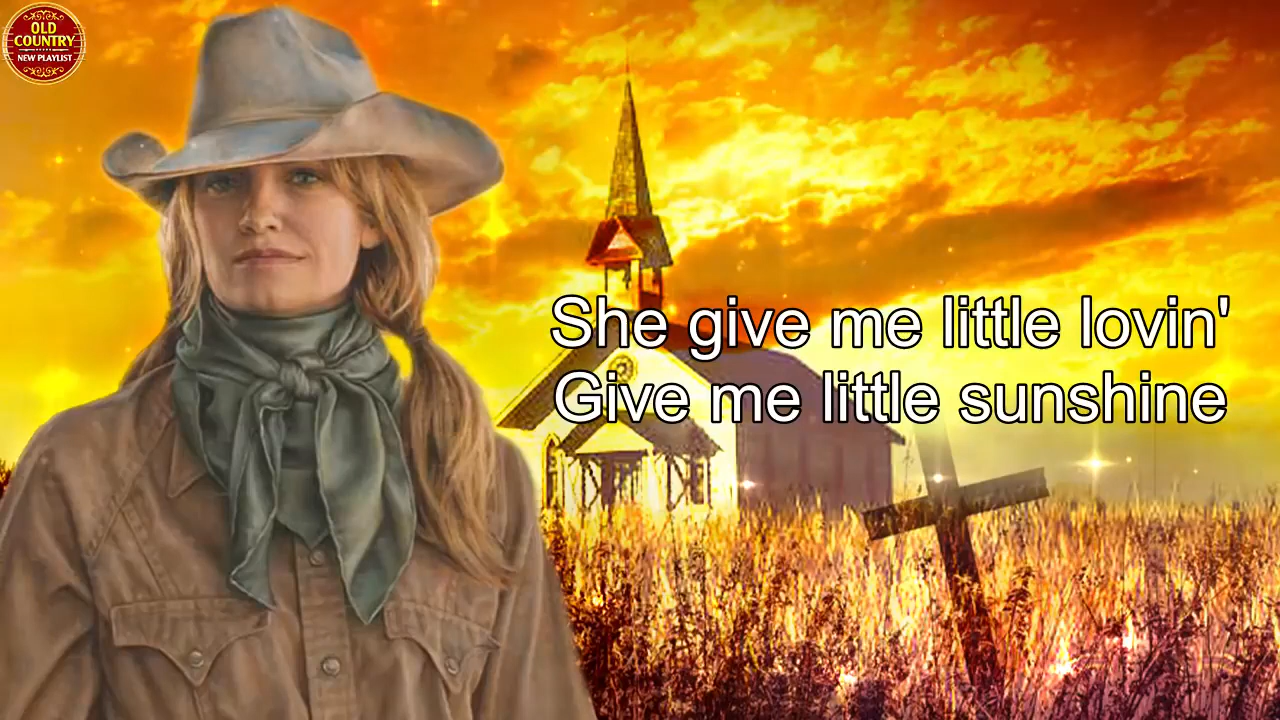 OLD
COUNTRY
NEW PLAYLIST
She give me little lovin'
Give me little sunshine